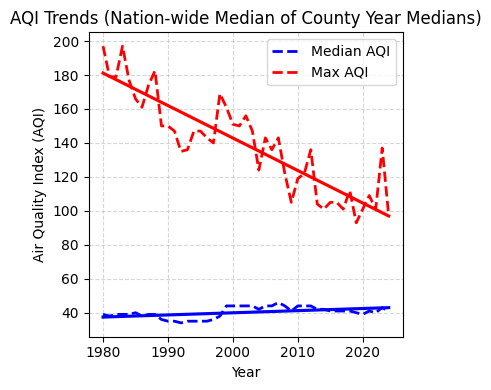 AQI Trends (Nation-wide Median of County Year Medians)
200
180
160
140
120
100
80
60
40
Air Quality Index (AQI)
Median AQI
Max AQI
1980 1990 2000 2010 2020
Year